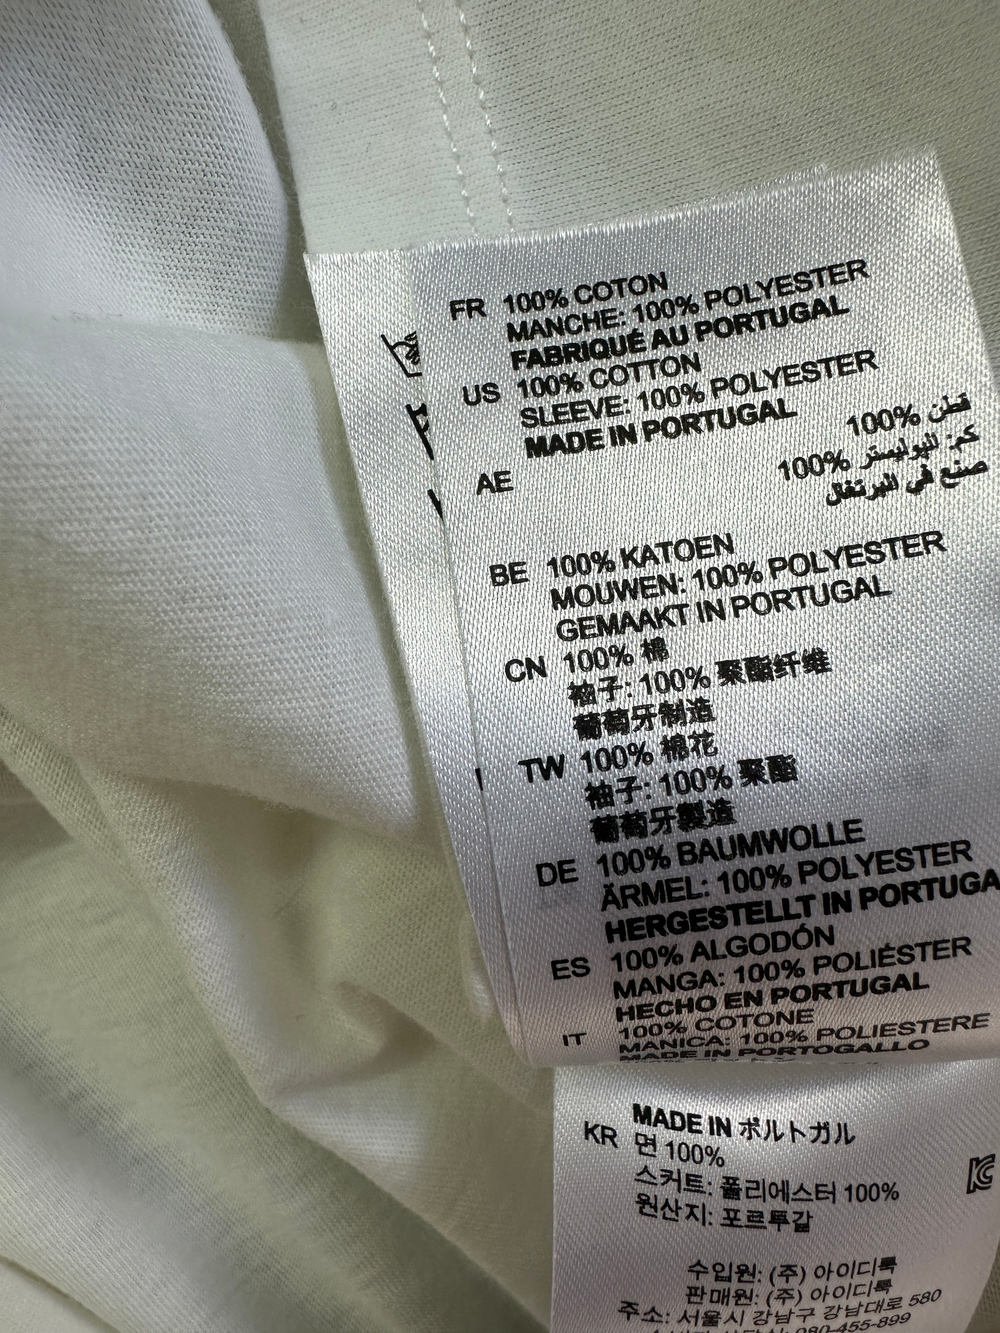 FR 100% COTON
MANCHE: 100% POLYESTER
FABRIQUÉ AU PORTUGAL
US 100% COTTON
SLEEVE: 100% POLYESTER
MADE IN PORTUGAL
AE قطن %100
كم: البوليستر %100
صنع في البرتغال
BE 100% KATOEN
MOUWEN: 100% POLYESTER
GEMAAKT IN PORTUGAL
CN 100% 棉
袖子: 100% 聚酯纤维
葡萄牙制造
TW 100% 棉花
袖子: 100% 聚酯
葡萄牙製造
DE 100% BAUMWOLLE
ÄRMEL: 100% POLYESTER
HERGESTELLT IN PORTUGA
ES 100% ALGODÓN
MANGA: 100% POLIÉSTER
HECHO EN PORTUGAL
IT 100% COTONE
MANICA: 100% POLIESTERE
MADE IN PORTOGALLO
MADE IN ポルトガル
KR 면 100%
스커트: 폴리에스터 100%
원산지: 포르투갈
수입원: (주) 아이디룩
판매원: (주) 아이디룩
주소: 서울시 강남구 강남대로 580
080-455-899